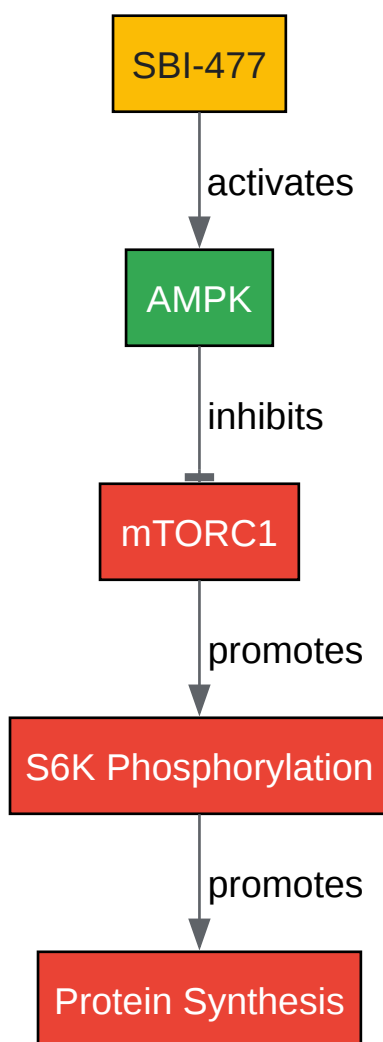 SBI-477
activates
AMPK
inhibits
mTORC1
promotes
S6K Phosphorylation
promotes
Protein Synthesis